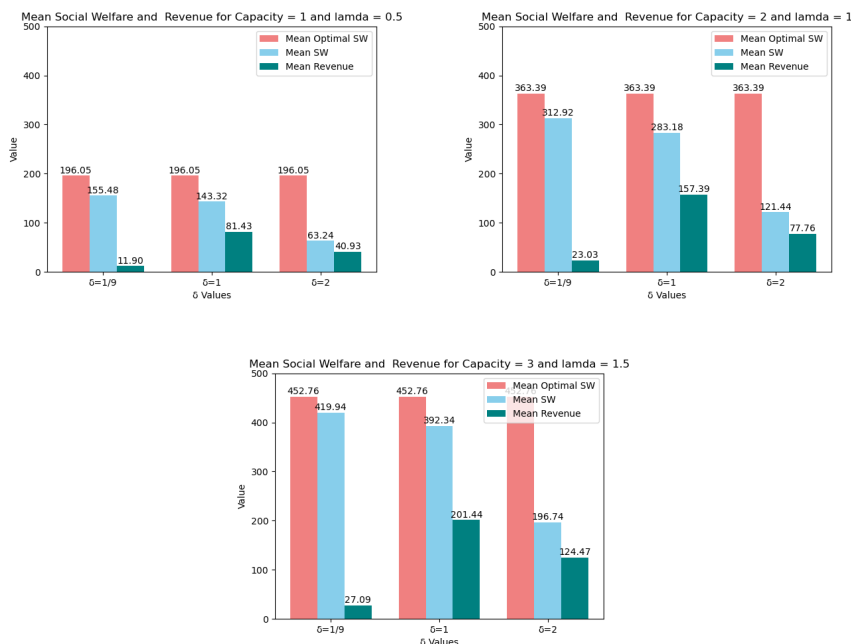 Mean Social Welfare and  Revenue for Capacity = 1 and lamda = 0.5
500
400
300
200
100
0
Value
Mean Optimal SW
Mean SW
Mean Revenue
196.05
155.48
11.90
196.05
143.32
81.43
196.05
63.24
40.93
δ=1/9
δ=1
δ=2
δ Values
Mean Social Welfare and  Revenue for Capacity = 2 and lamda = 1
500
400
300
200
100
0
Value
Mean Optimal SW
Mean SW
Mean Revenue
363.39
312.92
23.03
363.39
283.18
157.39
363.39
121.44
77.76
δ=1/9
δ=1
δ=2
δ Values
Mean Social Welfare and  Revenue for Capacity = 3 and lamda = 1.5
500
400
300
200
100
0
Value
Mean Optimal SW
Mean SW
Mean Revenue
452.76
419.94
27.09
452.76
392.34
201.44
452.76
196.74
124.47
δ=1/9
δ=1
δ=2
δ Values